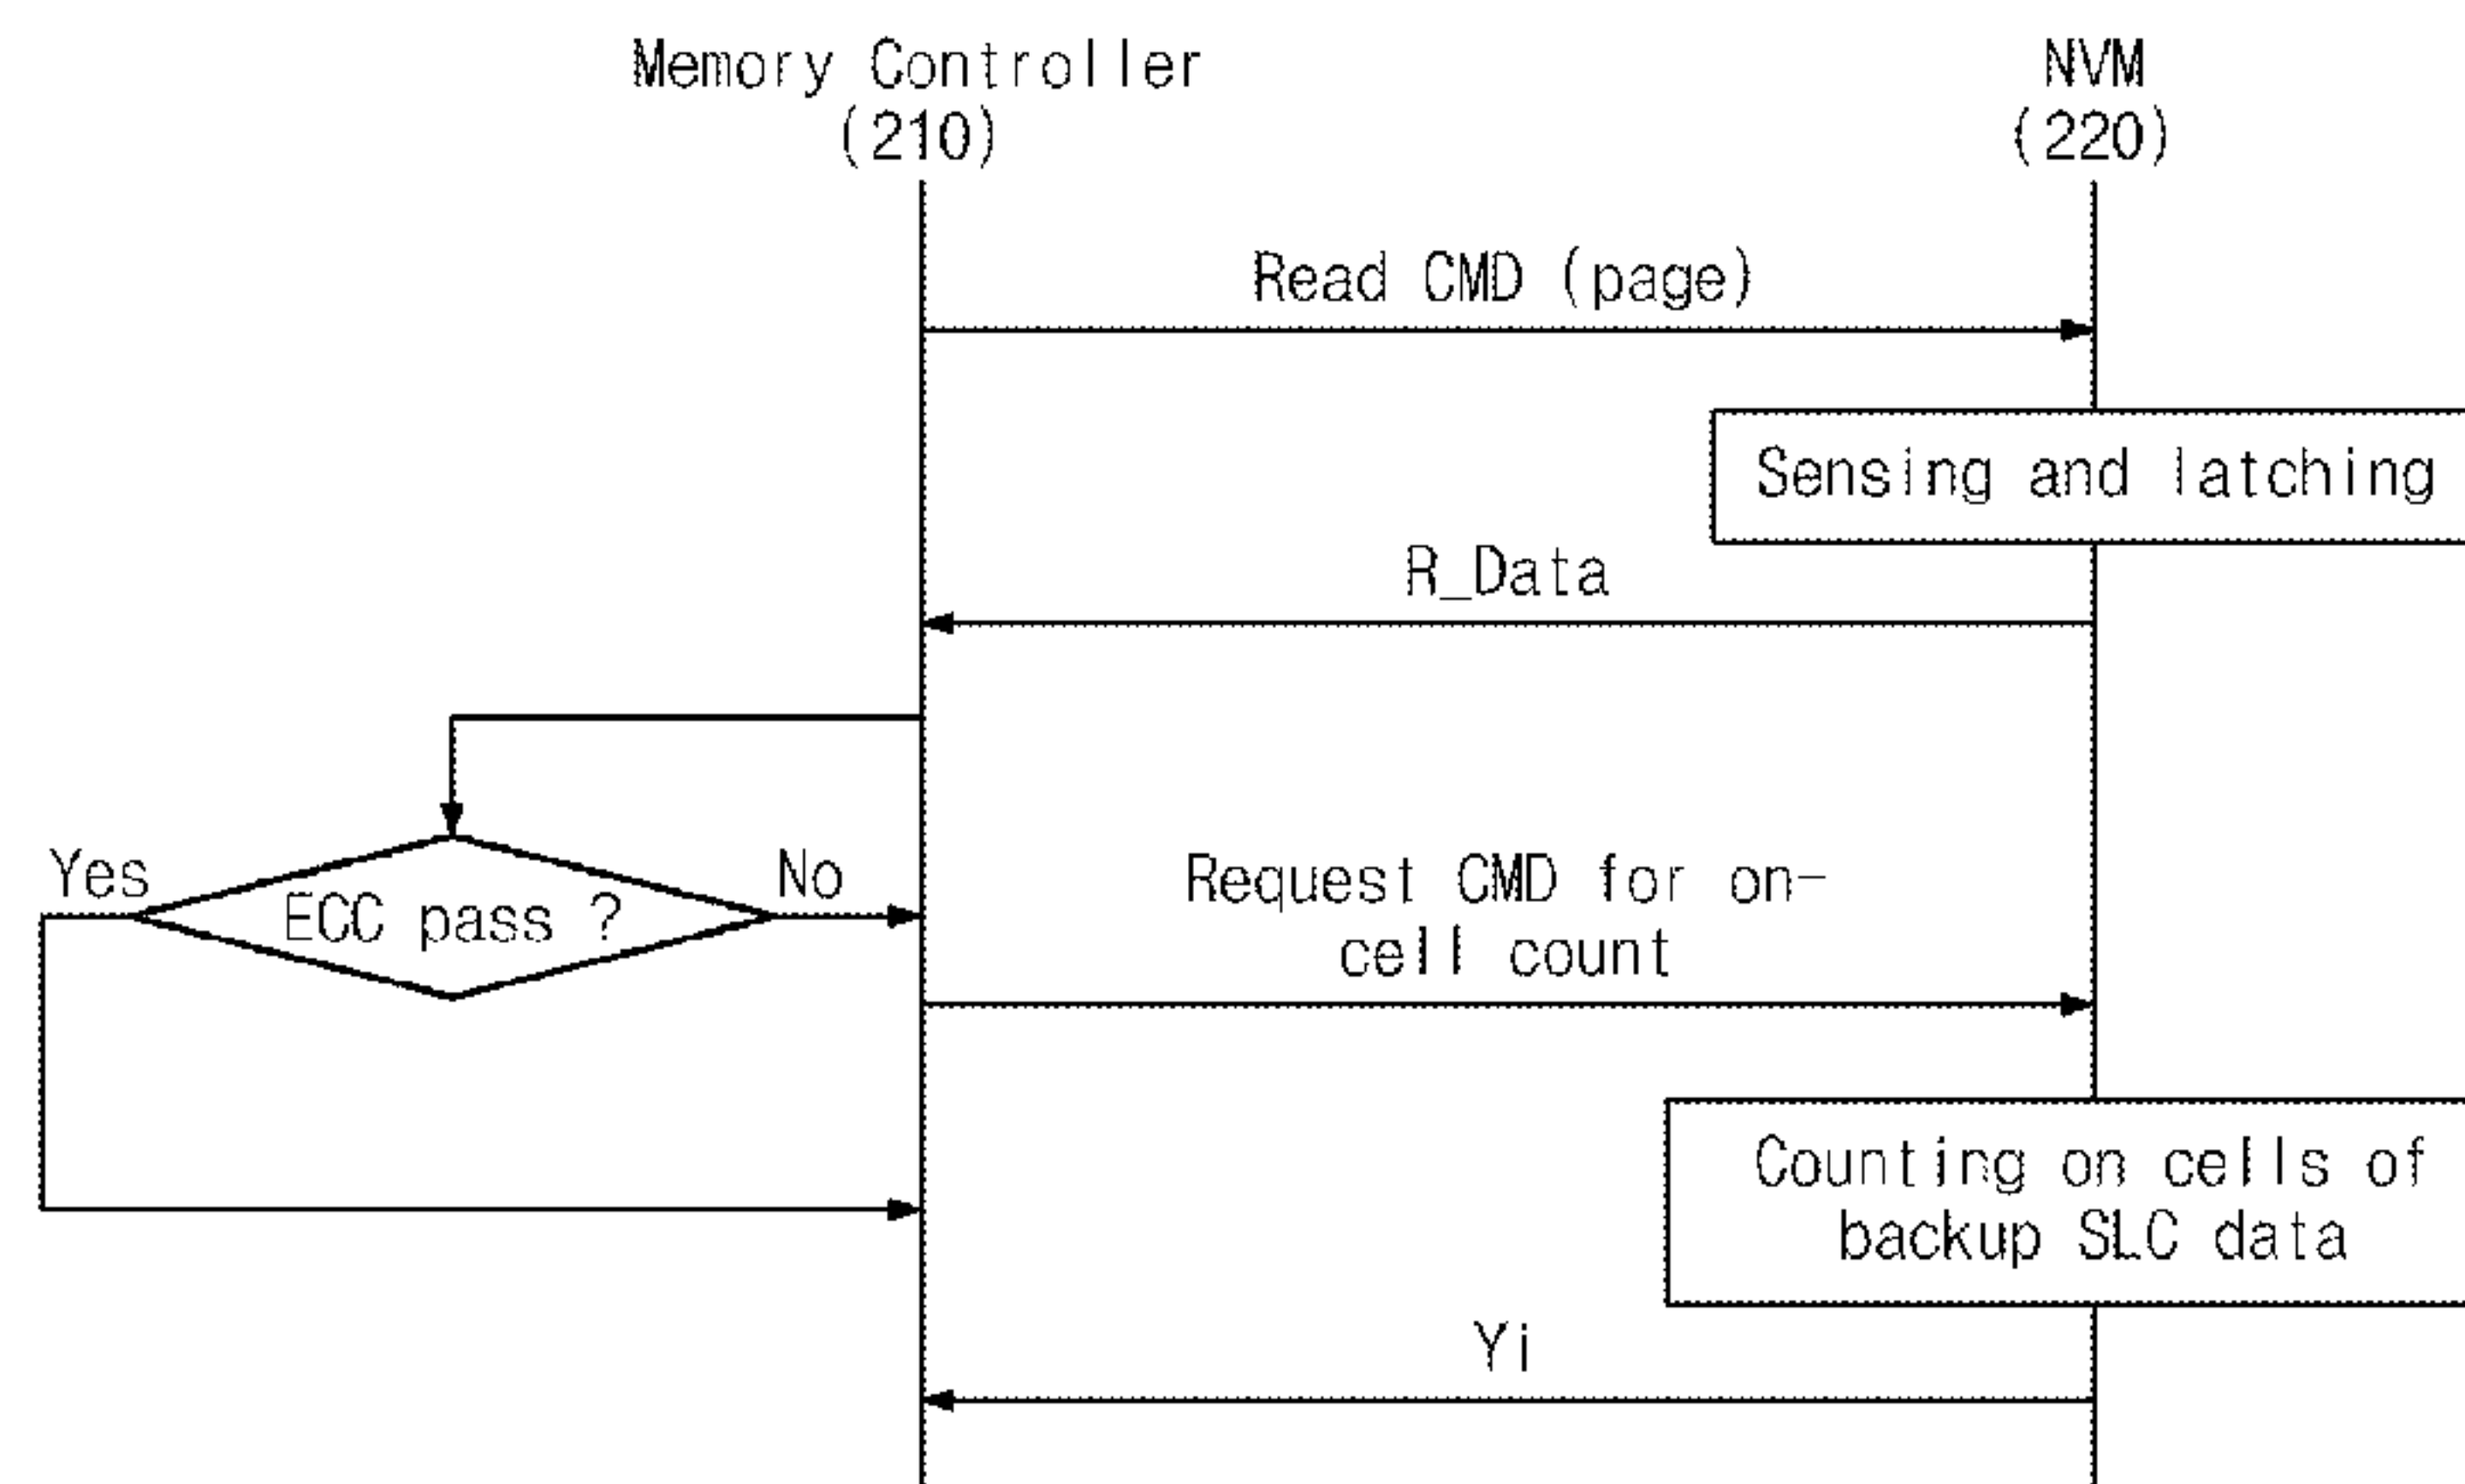 Memory Controller
(210)
NVM
(220)
Read CMD (page)
Sensing and latching
R_Data
Yes
ECC pass ?
No
Request CMD for on-
cell count
Counting on cells of
backup SLC data
Yi